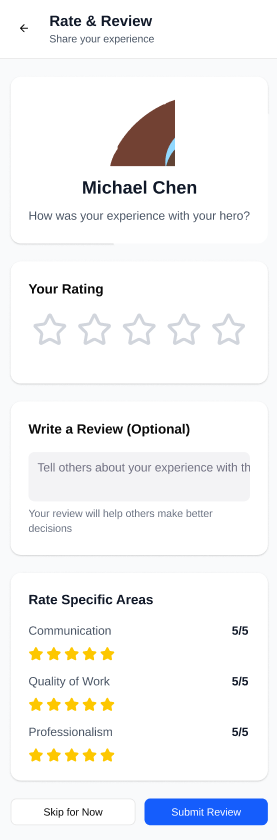 Rate & Review
Share your experience
Michael Chen
How was your experience with your hero?
Your Rating
Write a Review (Optional)
Tell others about your experience with th
Your review will help others make better
decisions
Rate Specific Areas
Communication 5/5
Quality of Work 5/5
Professionalism 5/5
Skip for Now Submit Review